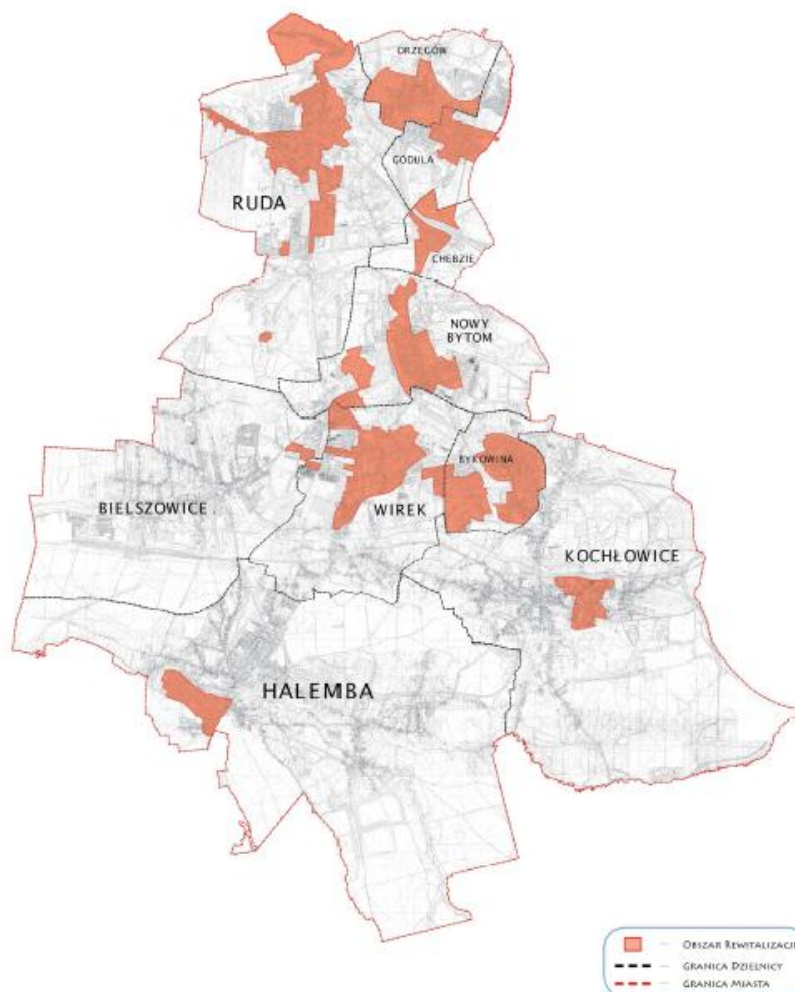 ORZEGÓW
GODULA
RUDA
CHEBZIE
NOWY
BYTOM
BYKOWINA
BIELSZOWICE
WIREK
KOCHŁOWICE
HALEMBA
OBSZAR REWITALIZACJI
GRANICA DZIELNICY
GRANICA MIASTA